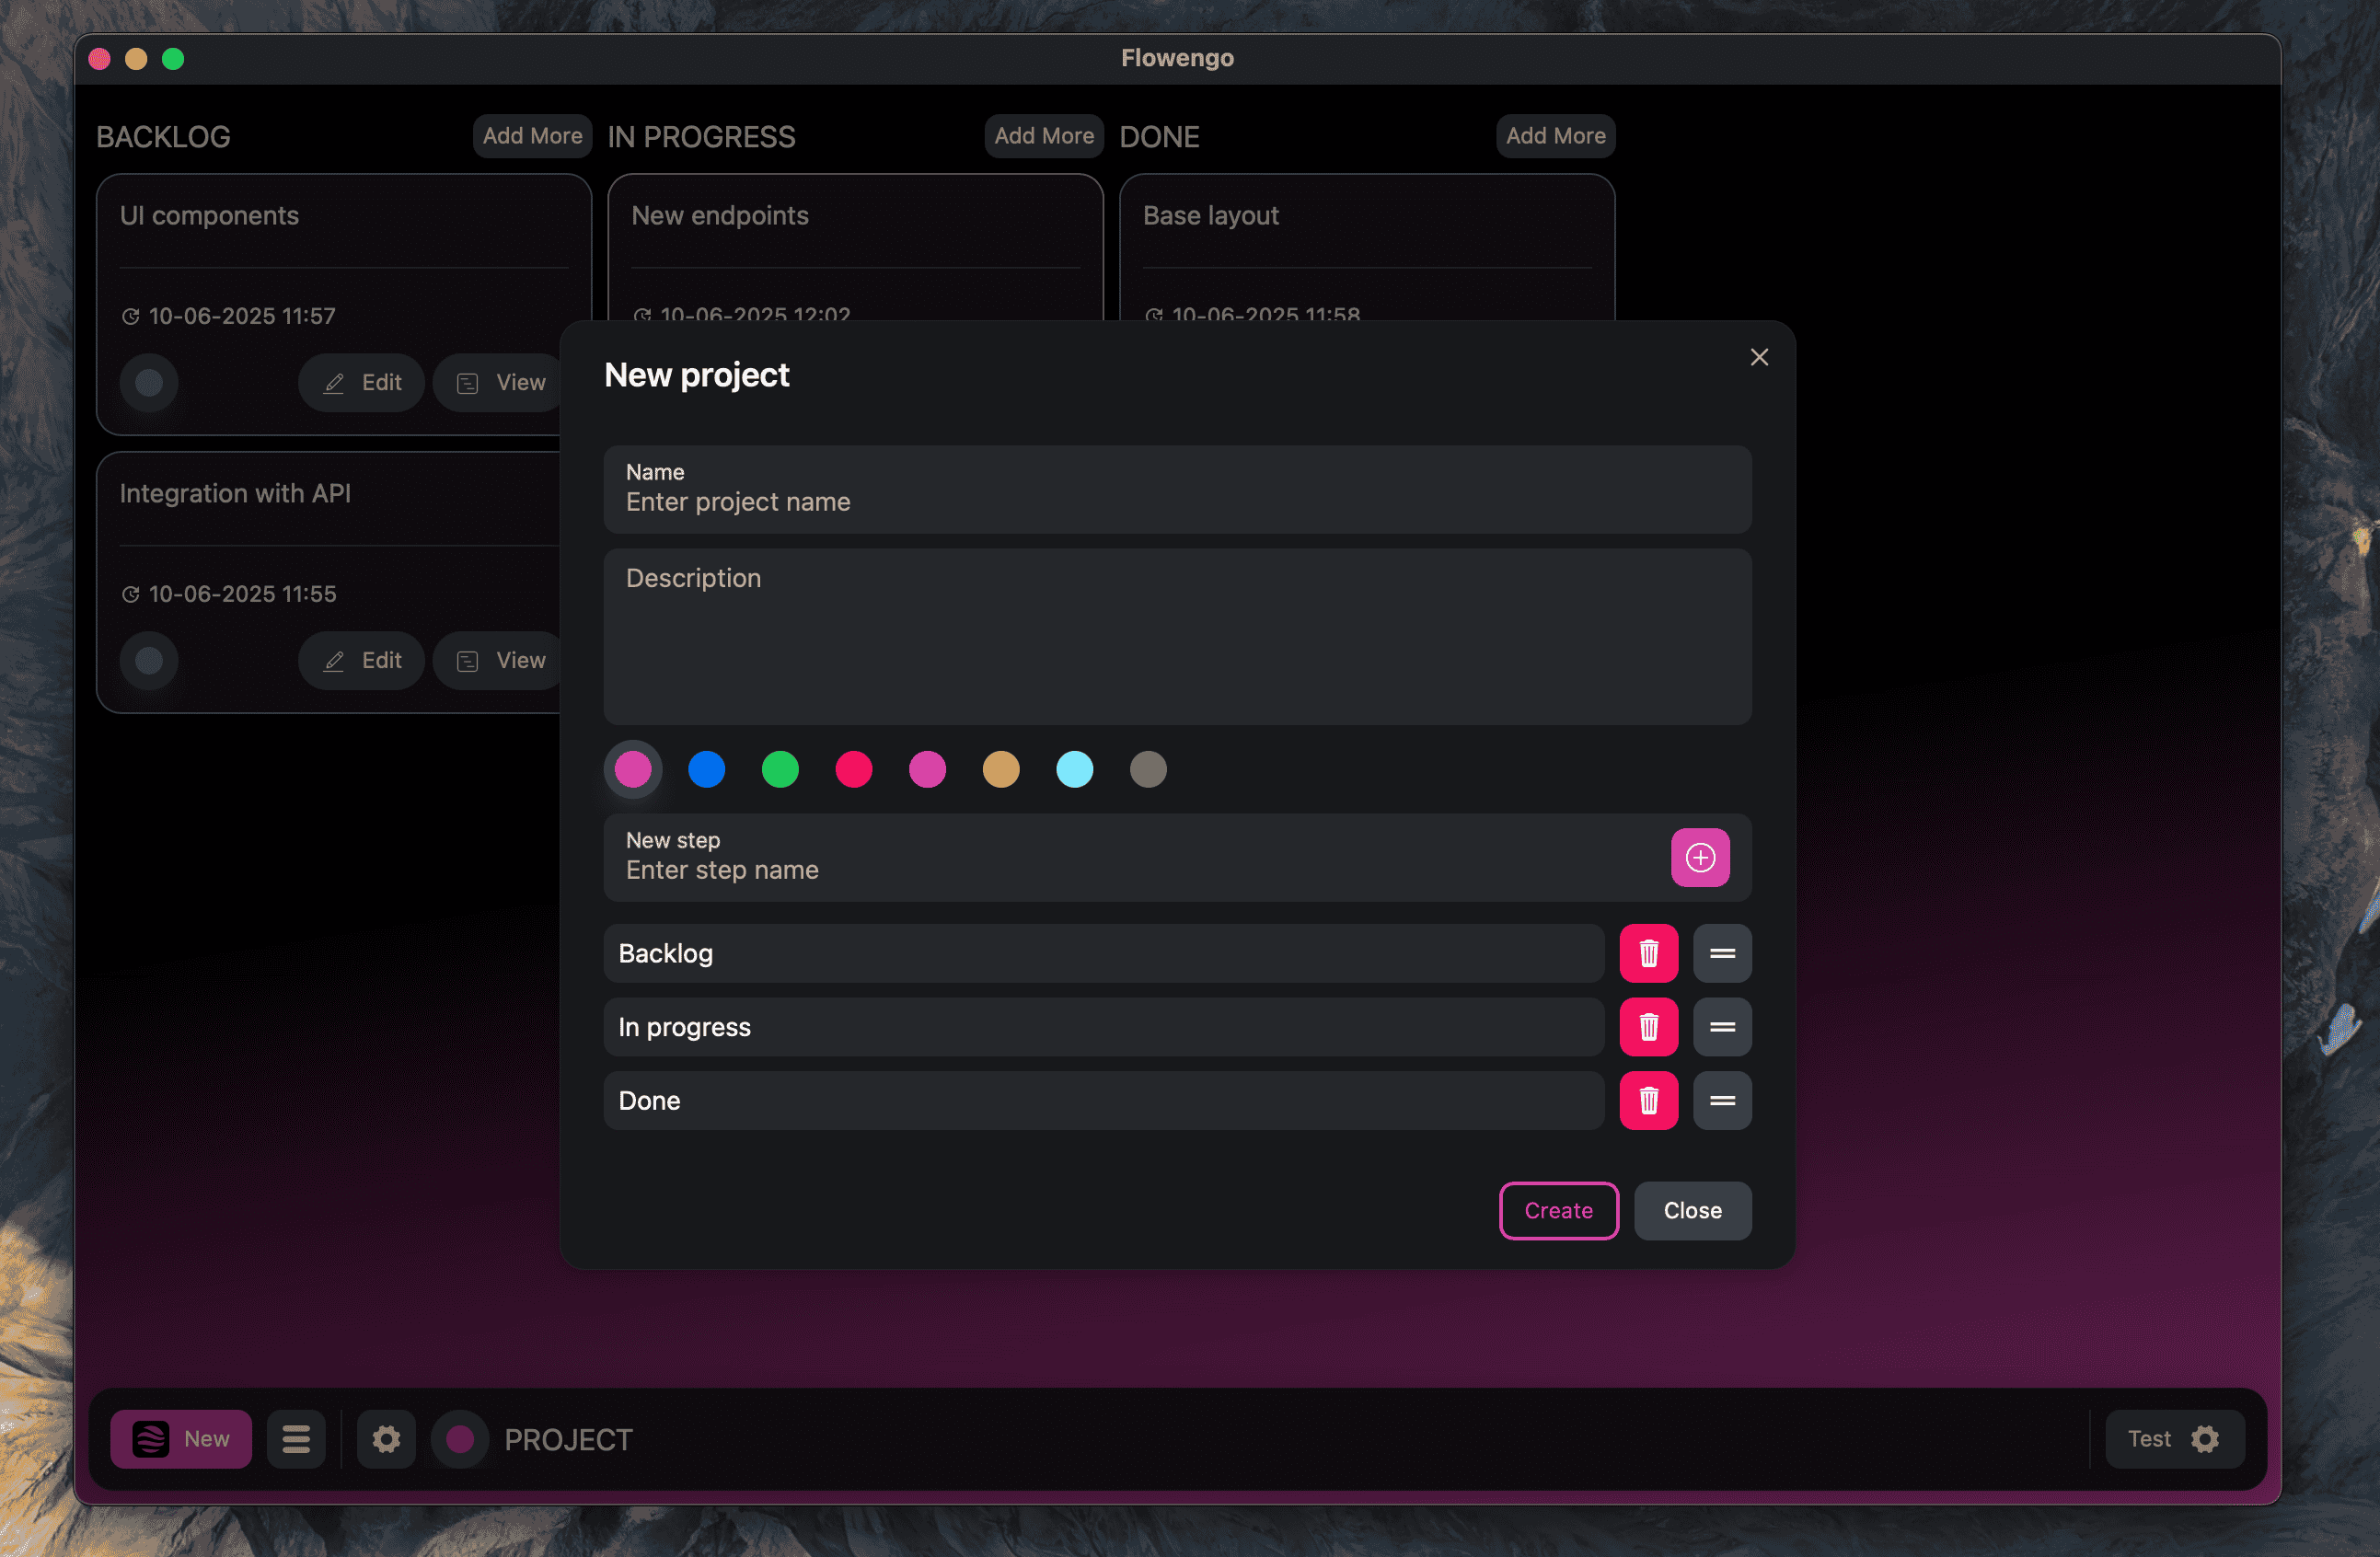 Flowengo
BACKLOG
Add More
IN PROGRESS
Add More
DONE
Add More
UI components
10-06-2025 11:57
Edit
View
New endpoints
10-06-2025 12:02
Base layout
10-06-2025 11:58
Integration with API
10-06-2025 11:55
Edit
View
New project
Name
Enter project name
Description
New step
Enter step name
Backlog
In progress
Done
Create
Close
New
PROJECT
Test